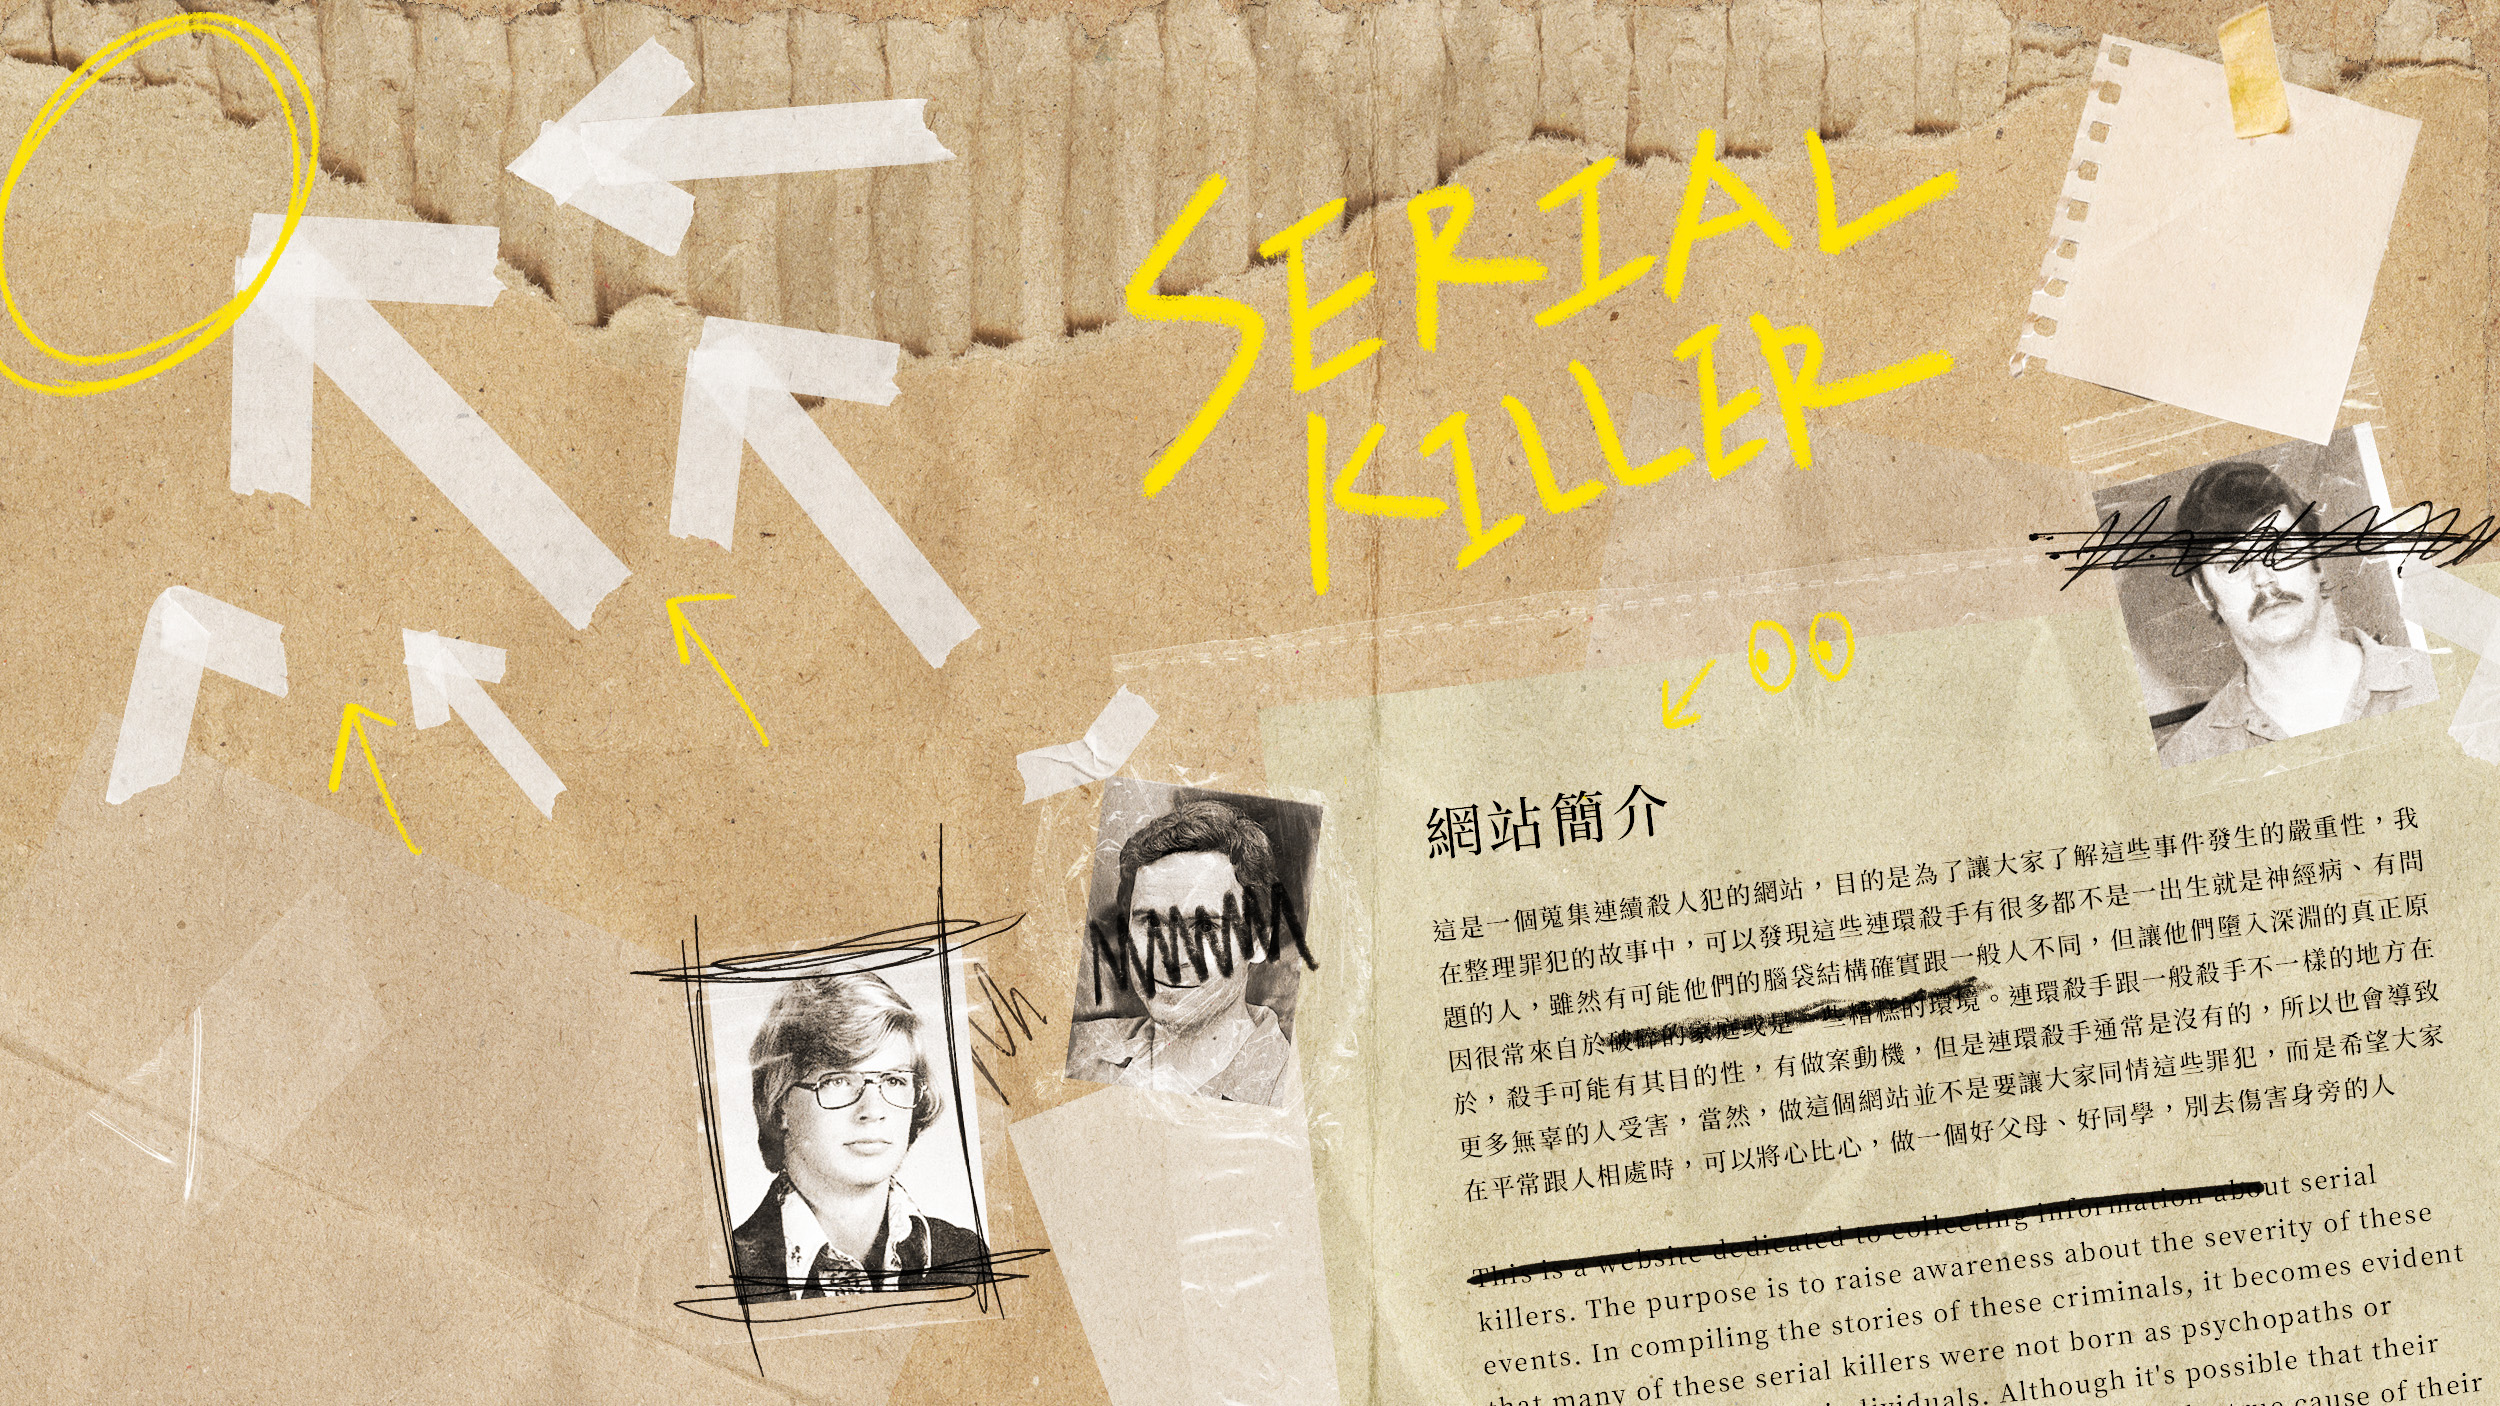 SERIAL
KILLER
網站簡介
這是一個蒐集連續殺人犯的網站，目的是為了讓大家了解這些事件發生的嚴重性，我
在整理罪犯的故事中，可以發現這些連環殺手有很多都不是一出生就是神經病、有問
題的人，雖然有可能他們的腦袋結構確實跟一般人不同，但讓他們墮入深淵的真正原
因很常來自於破碎的家庭或是一些糟糕的環境。連環殺手跟一般殺手不一樣的地方在
於，殺手可能有其目的性，有做案動機，但是連環殺手通常是沒有的，所以也會導致
更多無辜的人受害，當然，做這個網站並不是要讓大家同情這些罪犯，而是希望大家
在平常跟人相處時，可以將心比心，做一個好父母、好同學，別去傷害身旁的人
This is a website dedicated to collecting information about serial
killers. The purpose is to raise awareness about the severity of these
events. In compiling the stories of these criminals, it becomes evident
that many of these serial killers were not born as psychopaths or
individuals. Although it's possible that their
cause of their